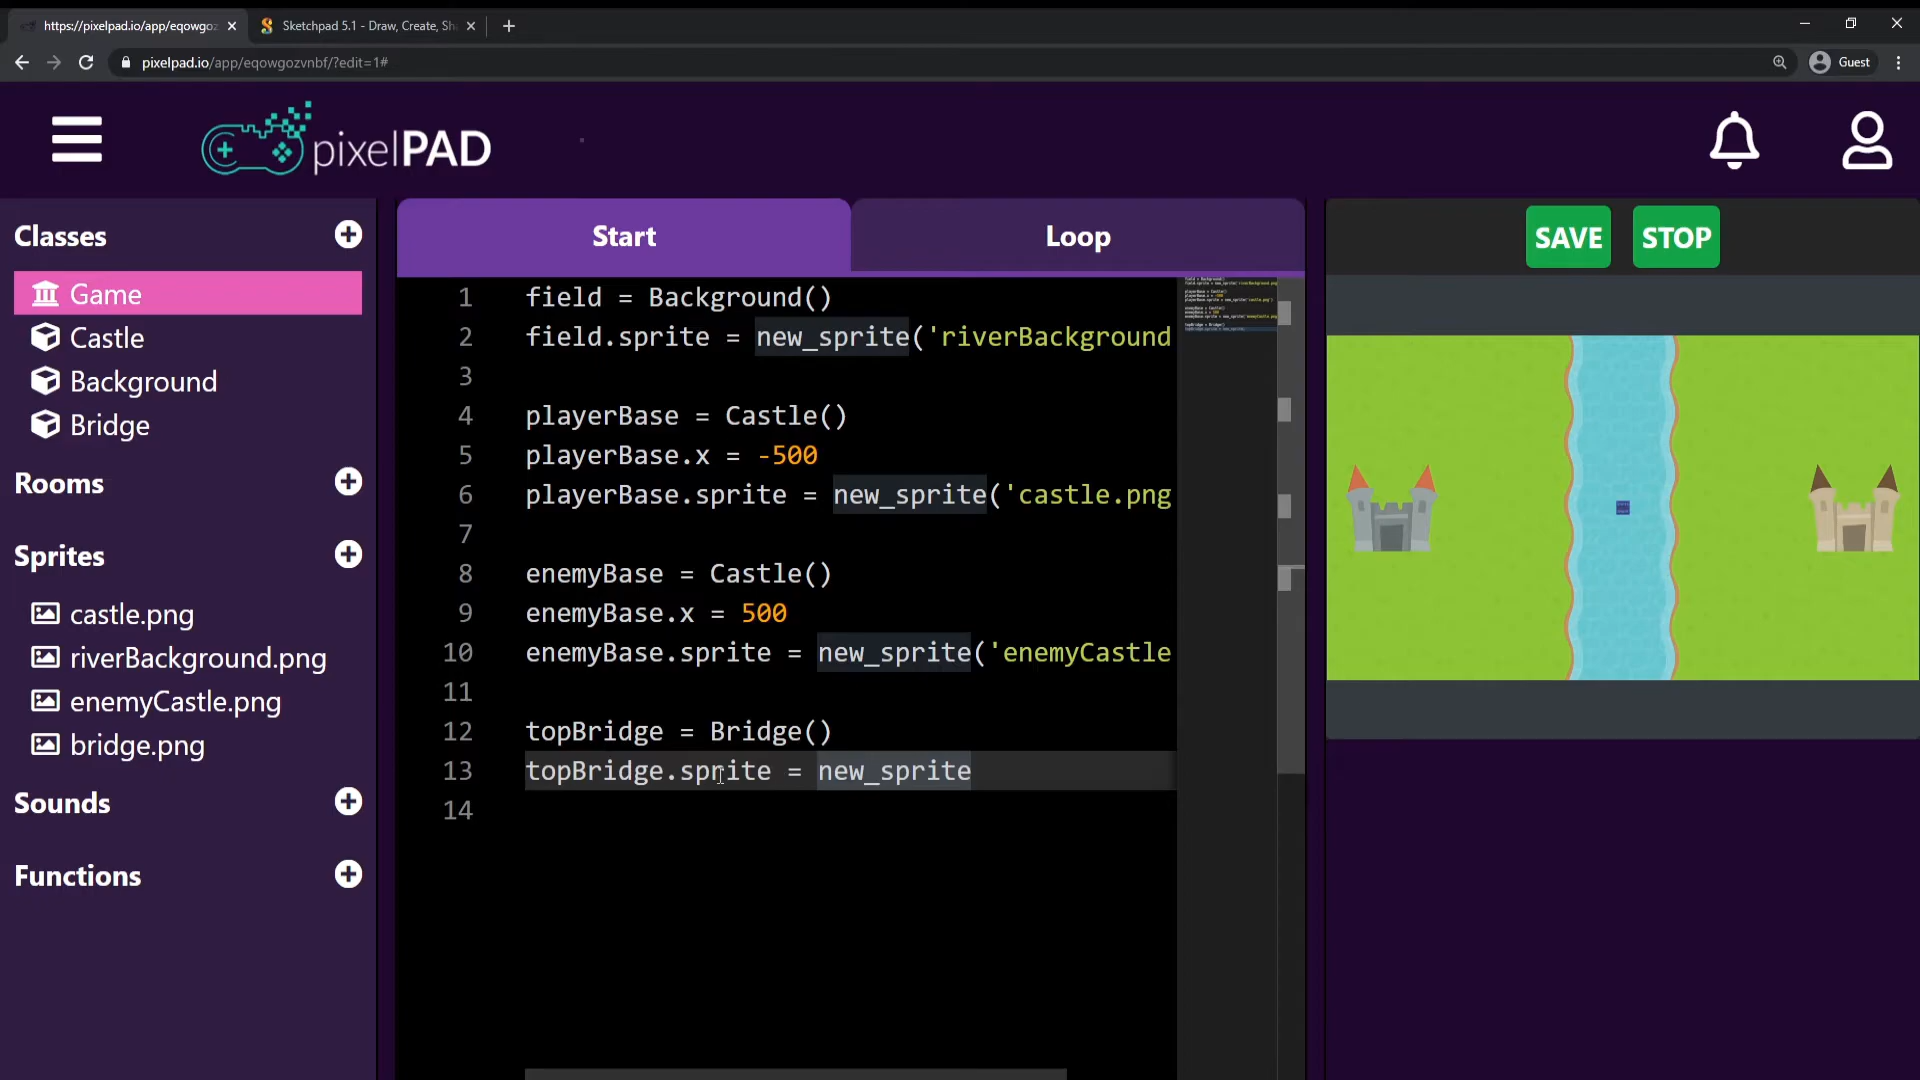 https://pixelpad.io/app/eqowgoz
Sketchpad 5.1 - Draw, Create, Sh
pixelpad.io/app/eqowgozvnbf/?edit=1#
Guest
pixelPAD
Classes
Game
Castle
Background
Bridge
Rooms
Sprites
castle.png
riverBackground.png
enemyCastle.png
bridge.png
Sounds
Functions
Start
Loop
1 field = Background()
2 field.sprite = new_sprite('riverBackground
3
4 playerBase = Castle()
5 playerBase.x = -500
6 playerBase.sprite = new_sprite('castle.png
7
8 enemyBase = Castle()
9 enemyBase.x = 500
10 enemyBase.sprite = new_sprite('enemyCastle
11
12 topBridge = Bridge()
13 topBridge.sprite = new_sprite
14
SAVE
STOP